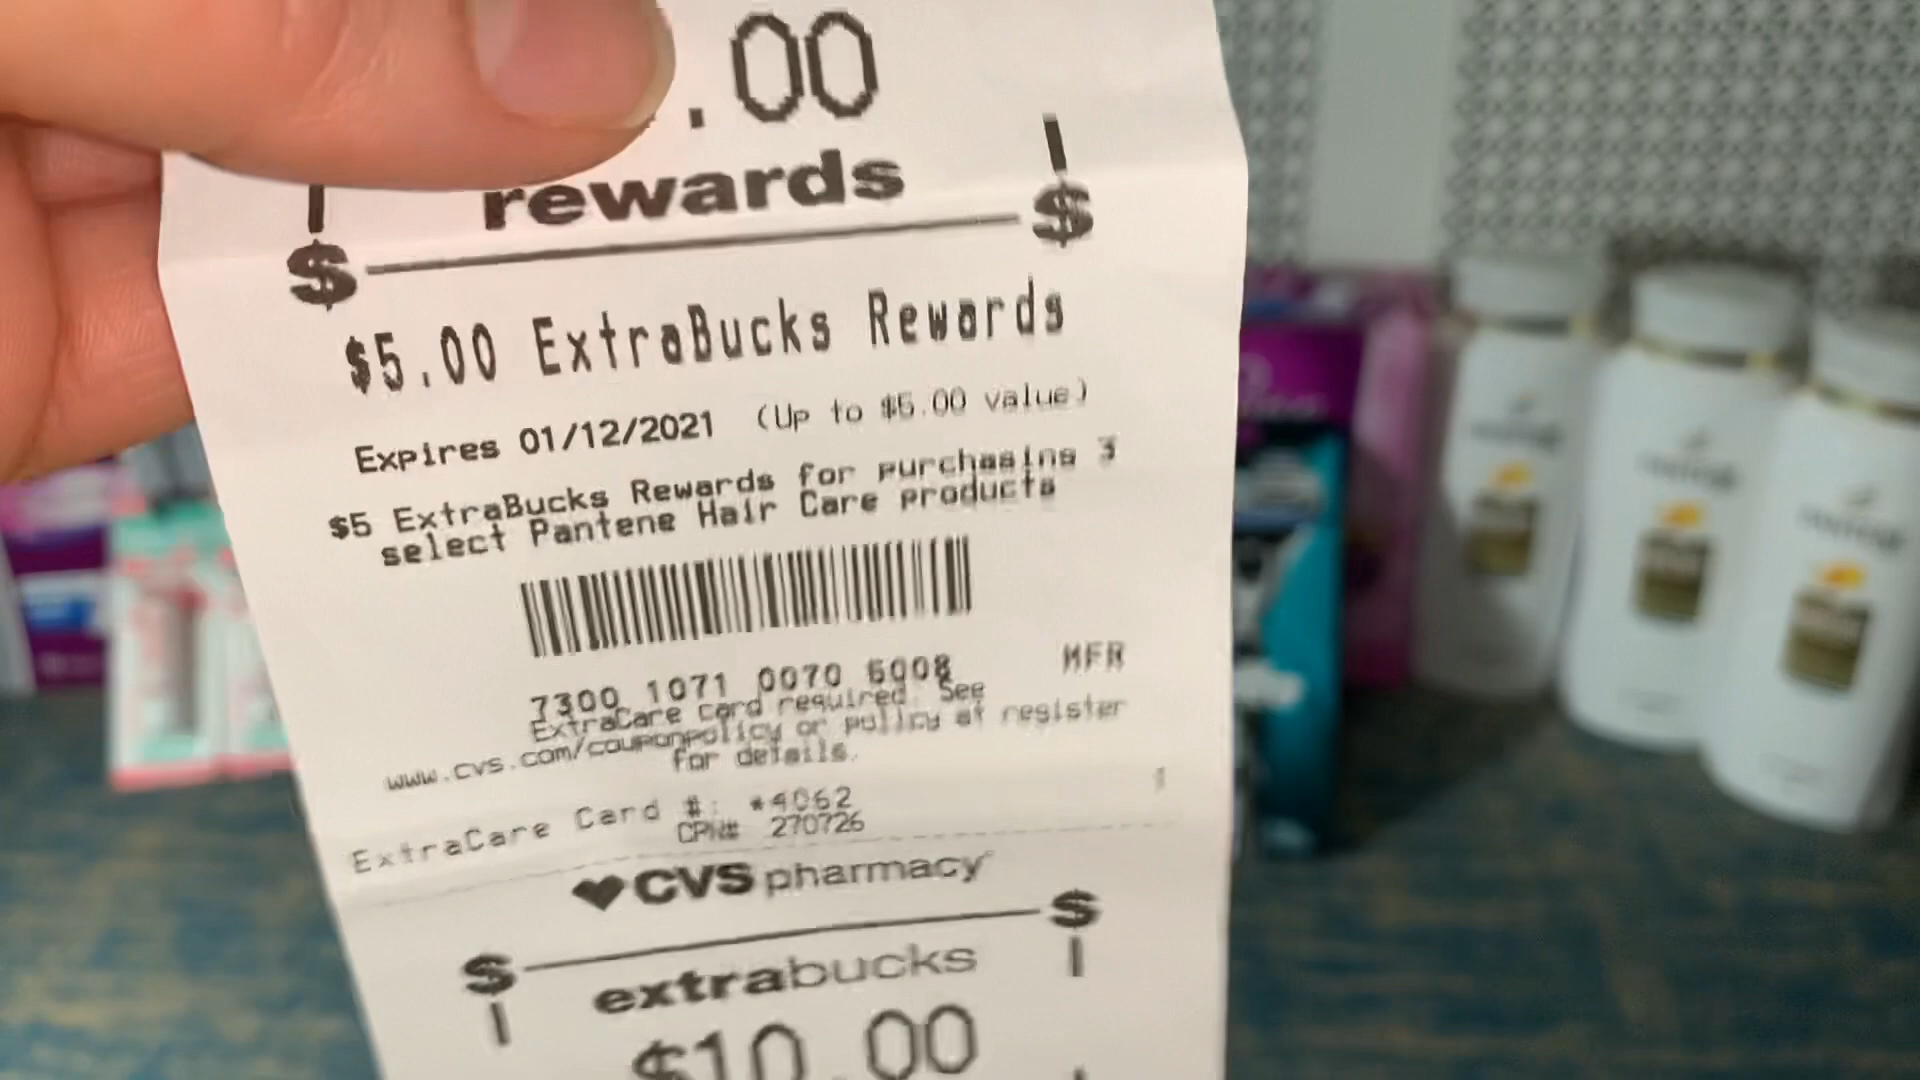 .00
rewards
$ $
$5.00 ExtraBucks Rewards
Expires 01/12/2021 (Up to $5.00 value)
$5 ExtraBucks Rewards for purchasing 3
select Pantene Hair Care products
7300 1071 0070 6008 MFR
ExtraCare card required. See
www.cvs.com/couponpolicy or policy at register
for details.
ExtraCare Card #: *4062
CPN#: 270726
CVS pharmacy
$ $
extrabucks
$10.00